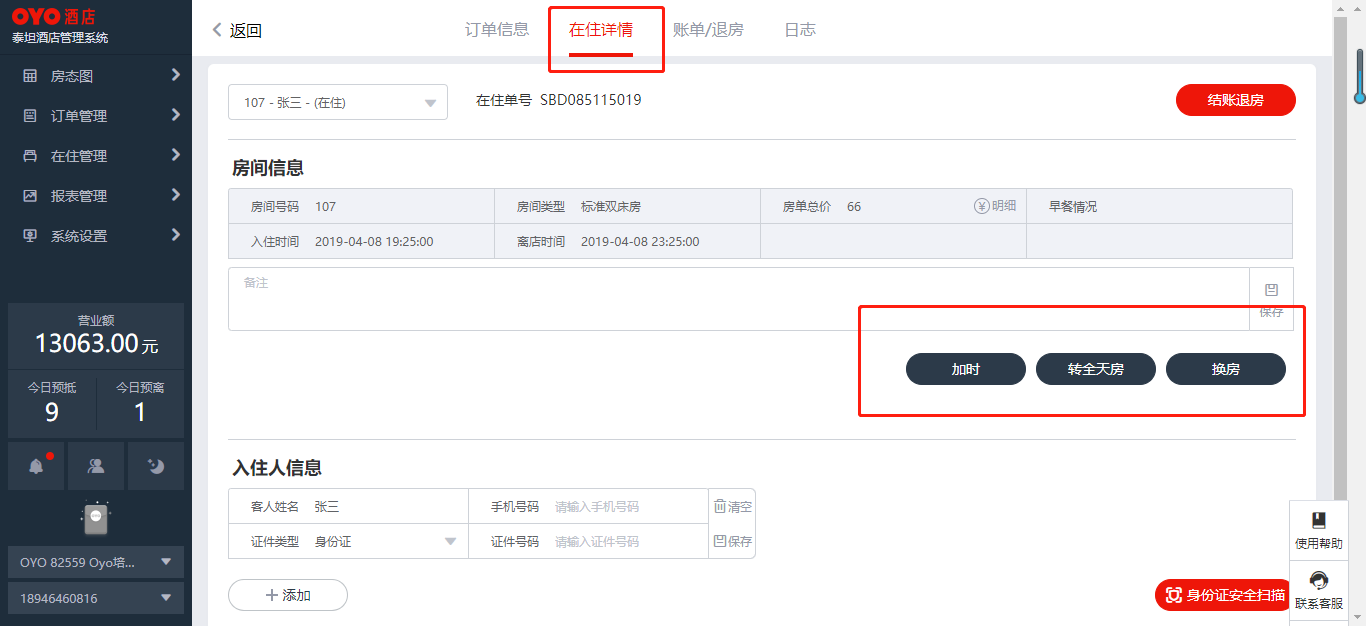 OYO 酒店
泰坦酒店管理系统
房态图
订单管理
在住管理
报表管理
系统设置
营业额
13063.00 元
今日预抵 今日预离
9 1
OYO 82559 Oyo培...
18946460816
返回 订单信息 在住详情 账单/退房 日志
107 - 张三 - (在住) 在住单号 SBD085115019 结账退房
房间信息
房间号码 107 房间类型 标准双床房 房单总价 66 明细 早餐情况
入住时间 2019-04-08 19:25:00 离店时间 2019-04-08 23:25:00
备注
保存
加时 转全天房 换房
入住人信息
客人姓名 张三 手机号码 请输入手机号码 清空
证件类型 身份证 证件号码 请输入证件号码 保存
添加
身份证安全扫描
使用帮助
联系客服